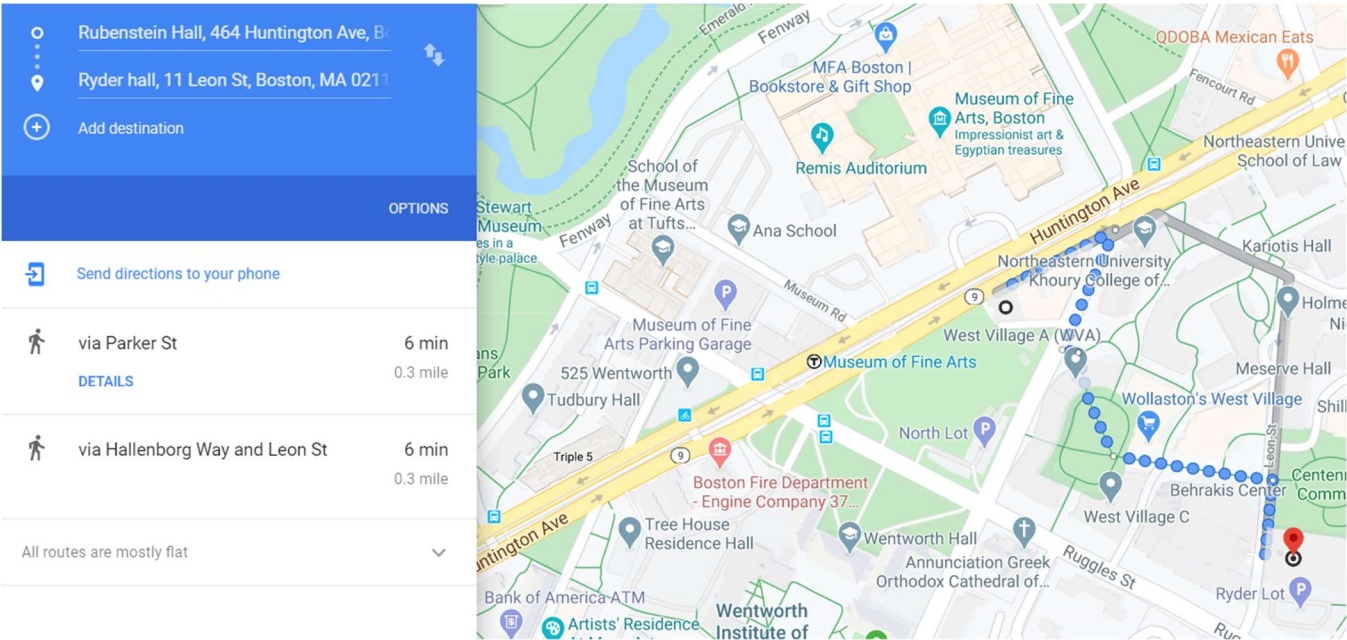 Rubenstein Hall, 464 Huntington Ave, B
Ryder hall, 11 Leon St, Boston, MA 0211
Add destination
OPTIONS
Send directions to your phone
via Parker St
6 min
0.3 mile
DETAILS
via Hallenborg Way and Leon St
6 min
0.3 mile
All routes are mostly flat
Emerald
Fenway
QDOBA Mexican Eats
MFA Boston |
Bookstore & Gift Shop
Fencourt Rd
Museum of Fine
Arts, Boston
Impressionist art &
Egyptian treasures
Remis Auditorium
Northeastern Unive
School of Law
School of
the Museum
of Fine Arts
at Tufts...
Stewart
Museum
es in a
tyle palace
Fenway
Ana School
Huntington Ave
Kariotis Hall
Northeastern University
Khoury College of...
Museum Rd
9
Holme
Ni
Museum of Fine
Arts Parking Garage
West Village A (WVA)
ans
Park
525 Wentworth
Museum of Fine Arts
Meserve Hall
Tudbury Hall
Wollaston's West Village
Shil
North Lot
Leon St
Triple 5
9
Boston Fire Department
- Engine Company 37...
Behrakis Center
Centen
Comm
West Village C
untington Ave
Tree House
Residence Hall
Wentworth Hall
Annunciation Greek
Orthodox Cathedral of...
Ruggles St
Ryder Lot
Bank of America ATM
Artists' Residence
Wentworth
Institute of
Rug